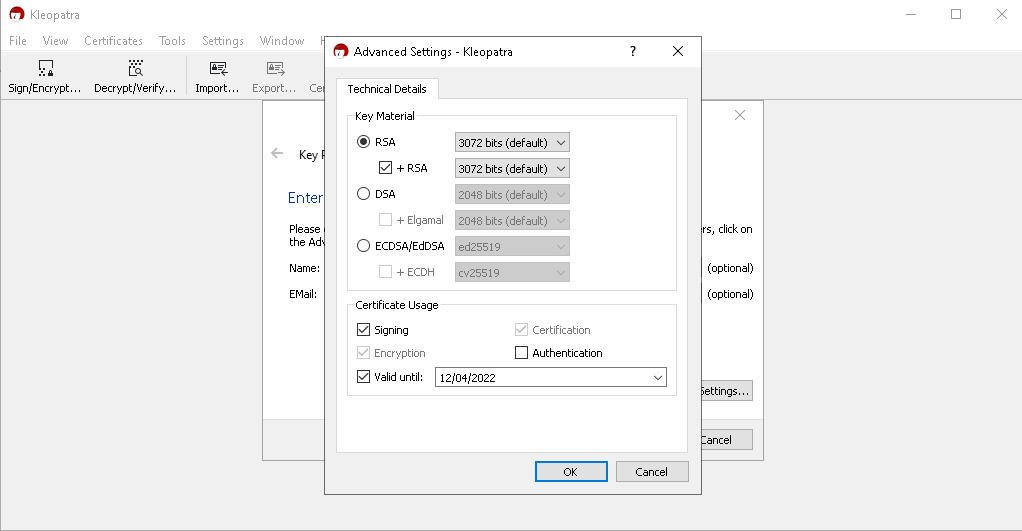 Kleopatra
File View Certificates Tools Settings Window
Sign/Encrypt... Decrypt/Verify... Import... Export...
Advanced Settings - Kleopatra ?
Technical Details
Key Material
RSA 3072 bits (default)
+ RSA 3072 bits (default)
DSA 2048 bits (default)
+ Elgamal 2048 bits (default)
ECDSA/EdDSA ed25519
+ ECDH cv25519
Certificate Usage
Signing Certification
Encryption Authentication
Valid until: 12/04/2022
OK Cancel
Key
Enter
Please
click on
the
Name: (optional)
EMail: (optional)
Settings...
Cancel